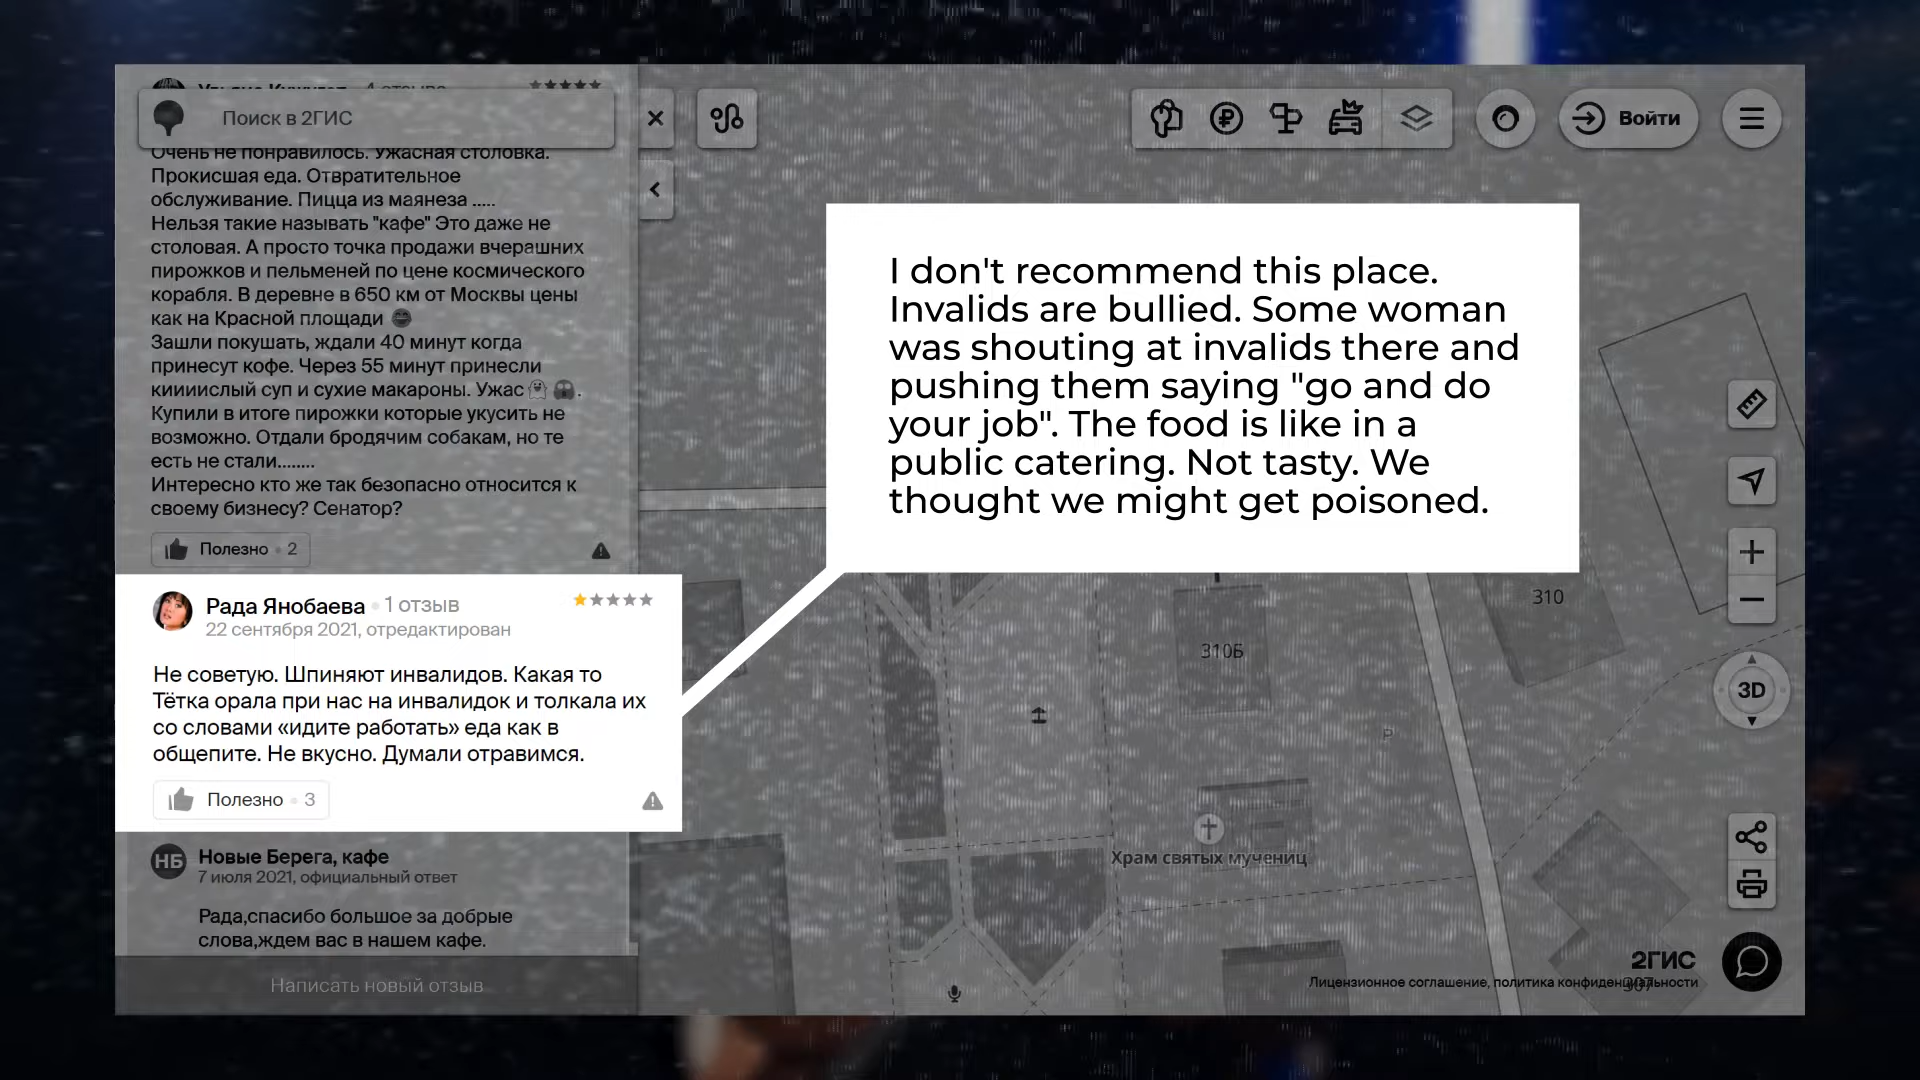 4 отзыва
Поиск в 2ГИС
Войти
Очень не понравилось. Ужасная столовка.
Прокисшая еда. Отвратительное
обслуживание. Пицца из маянеза .....
Нельзя такие называть "кафе" Это даже не
столовая. А просто точка продажи вчерашних
пирожков и пельменей по цене космического
корабля. В деревне в 650 км от Москвы цены
как на Красной площади 😄
Зашли покушать, ждали 40 минут когда
принесут кофе. Через 55 минут принесли
киииислый суп и сухие макароны. Ужас👻 😱.
Купили в итоге пирожки которые укусить не
возможно. Отдали бродячим собакам, но те
есть не стали........
Интересно кто же так безопасно относится к
своему бизнесу? Сенатор?
Полезно • 2
Рада Янобаева • 1 отзыв
22 сентября 2021, отредактирован
Не советую. Шпиняют инвалидов. Какая то
Тётка орала при нас на инвалидок и толкала их
со словами «идите работать» еда как в
общепите. Не вкусно. Думали отравимся.
Полезно • 3
НБ
Новые Берега, кафе
7 июля 2021, официальный ответ
Рада,спасибо большое за добрые
слова,ждем вас в нашем кафе.
Написать новый отзыв
I don't recommend this place.
Invalids are bullied. Some woman
was shouting at invalids there and
pushing them saying "go and do
your job". The food is like in a
public catering. Not tasty. We
thought we might get poisoned.
310
310Б
P
3D
Храм святых мучениц
2ГИС
Лицензионное соглашение, политика конфиденциальности
307